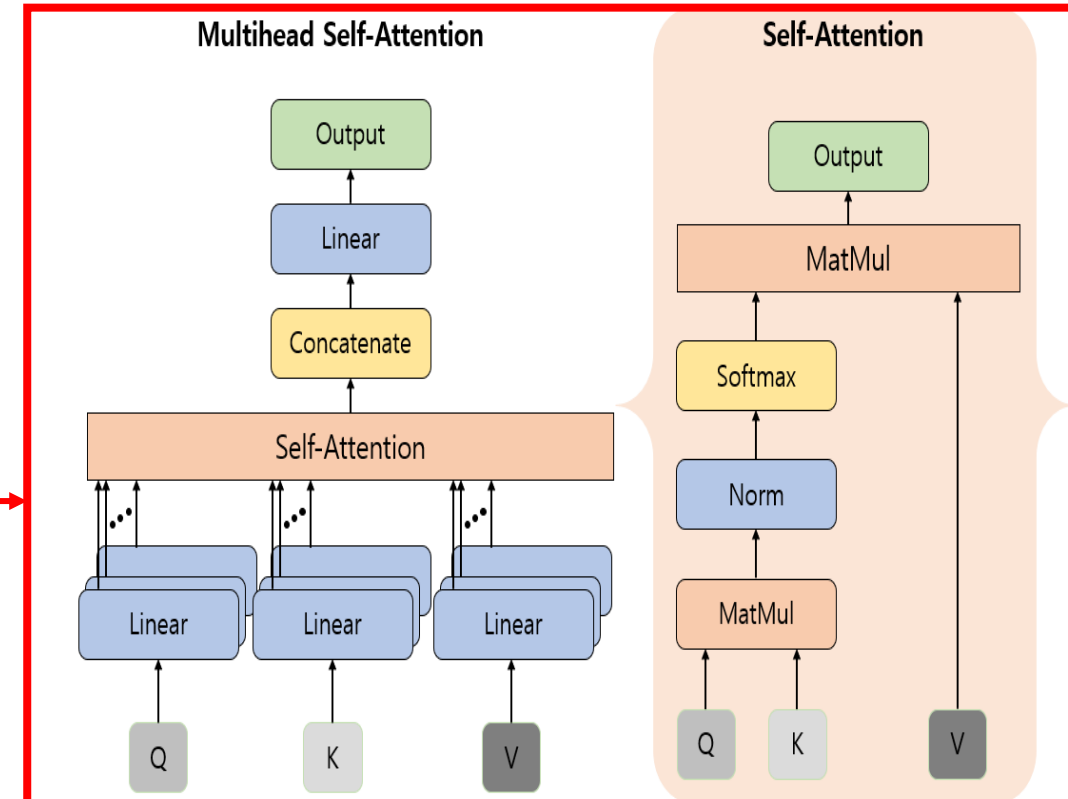 Multihead Self-Attention
Output
Linear
Concatenate
Self-Attention
Linear
Linear
Linear
Q
K
V
Self-Attention
Output
MatMul
Softmax
Norm
MatMul
Q
K
V